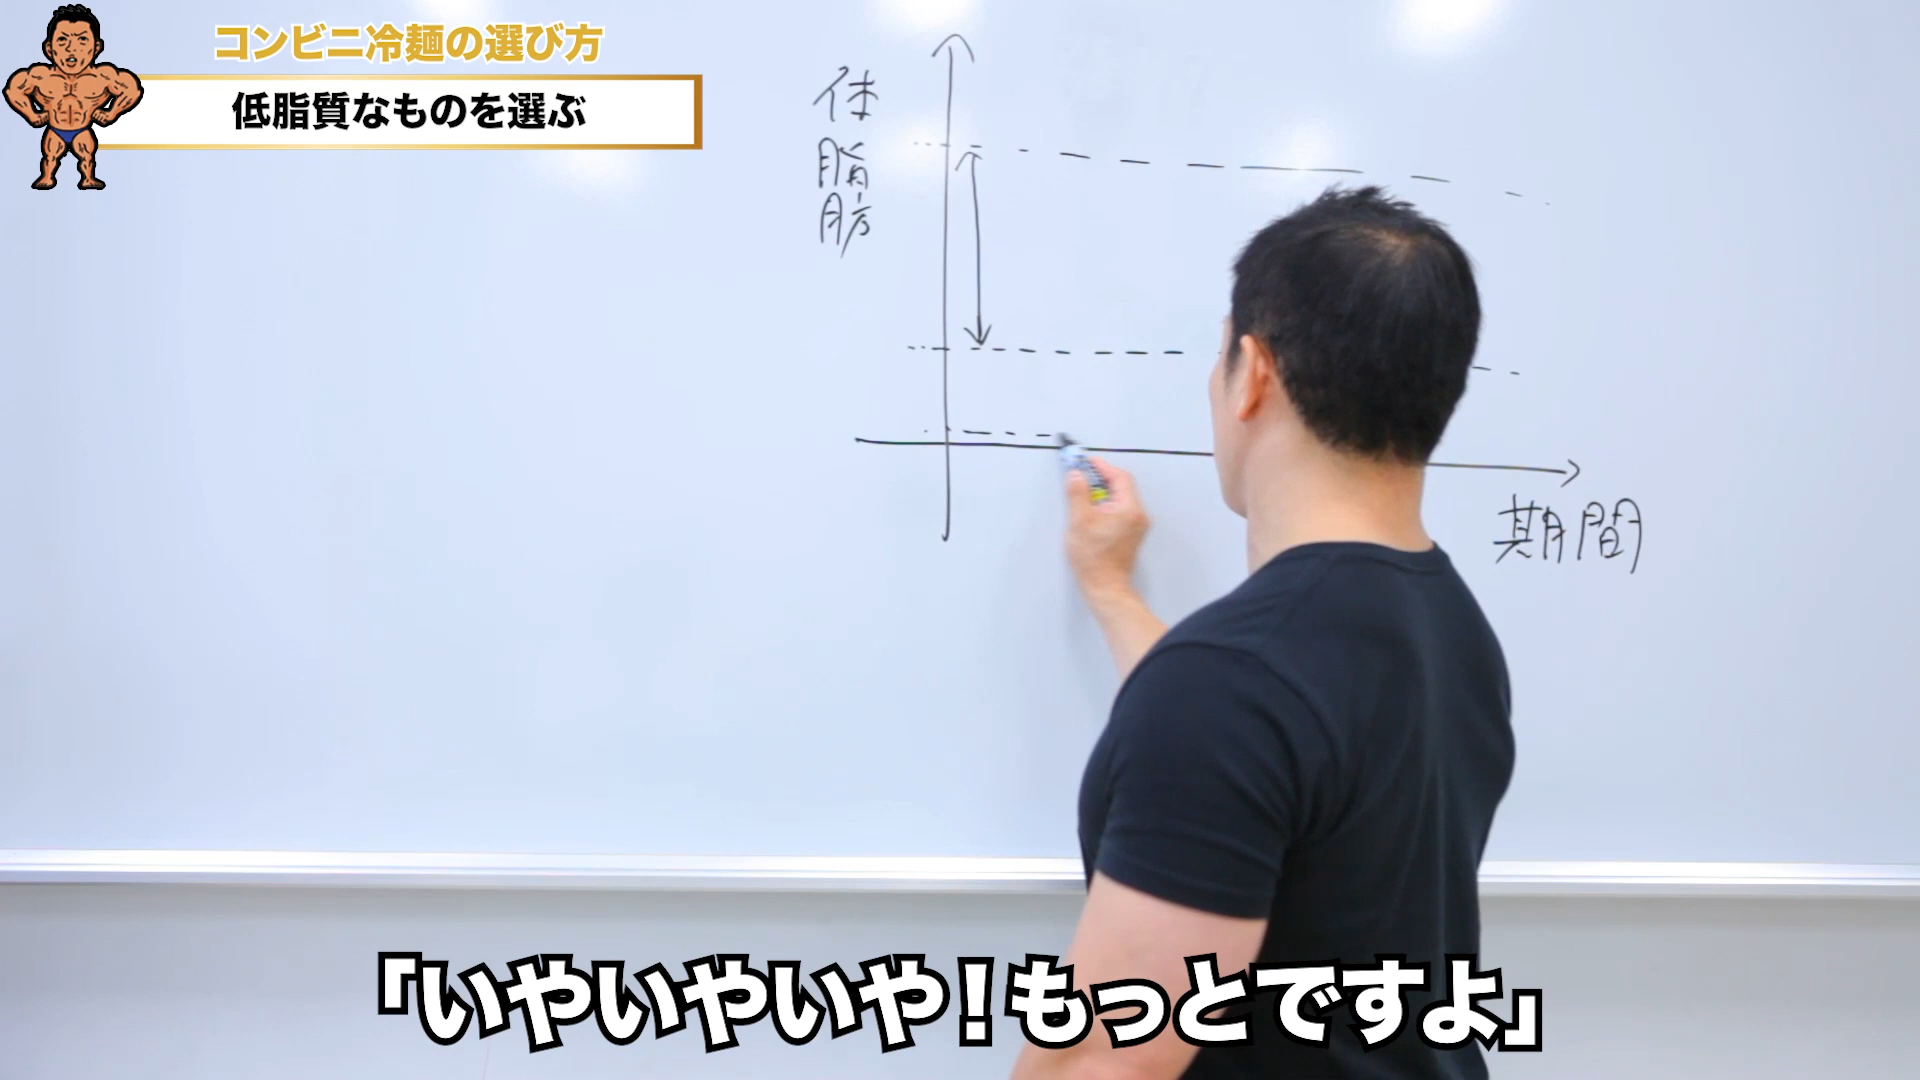 コンビニ冷麺の選び方
低脂質なものを選ぶ
体脂肪
期間
「いやいやいや！もっとですよ」